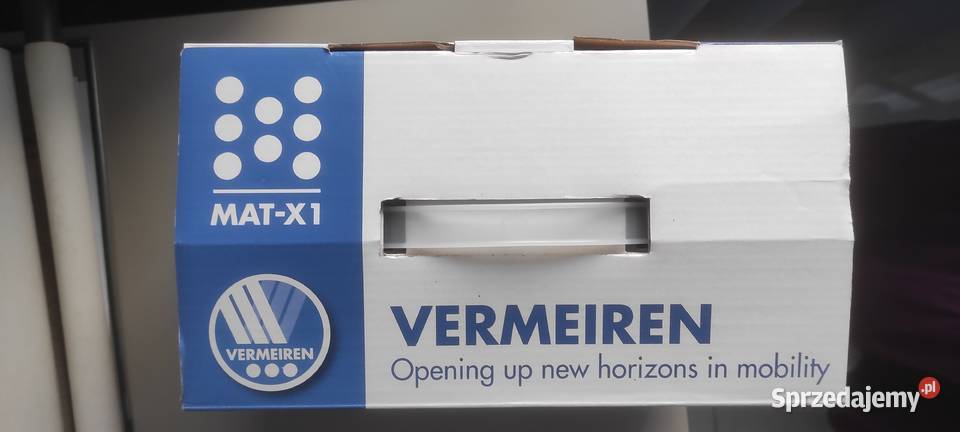 MAT-X1
VERMEIREN
VERMEIREN
Opening up new horizons in mobility
Sprzedajemy.pl